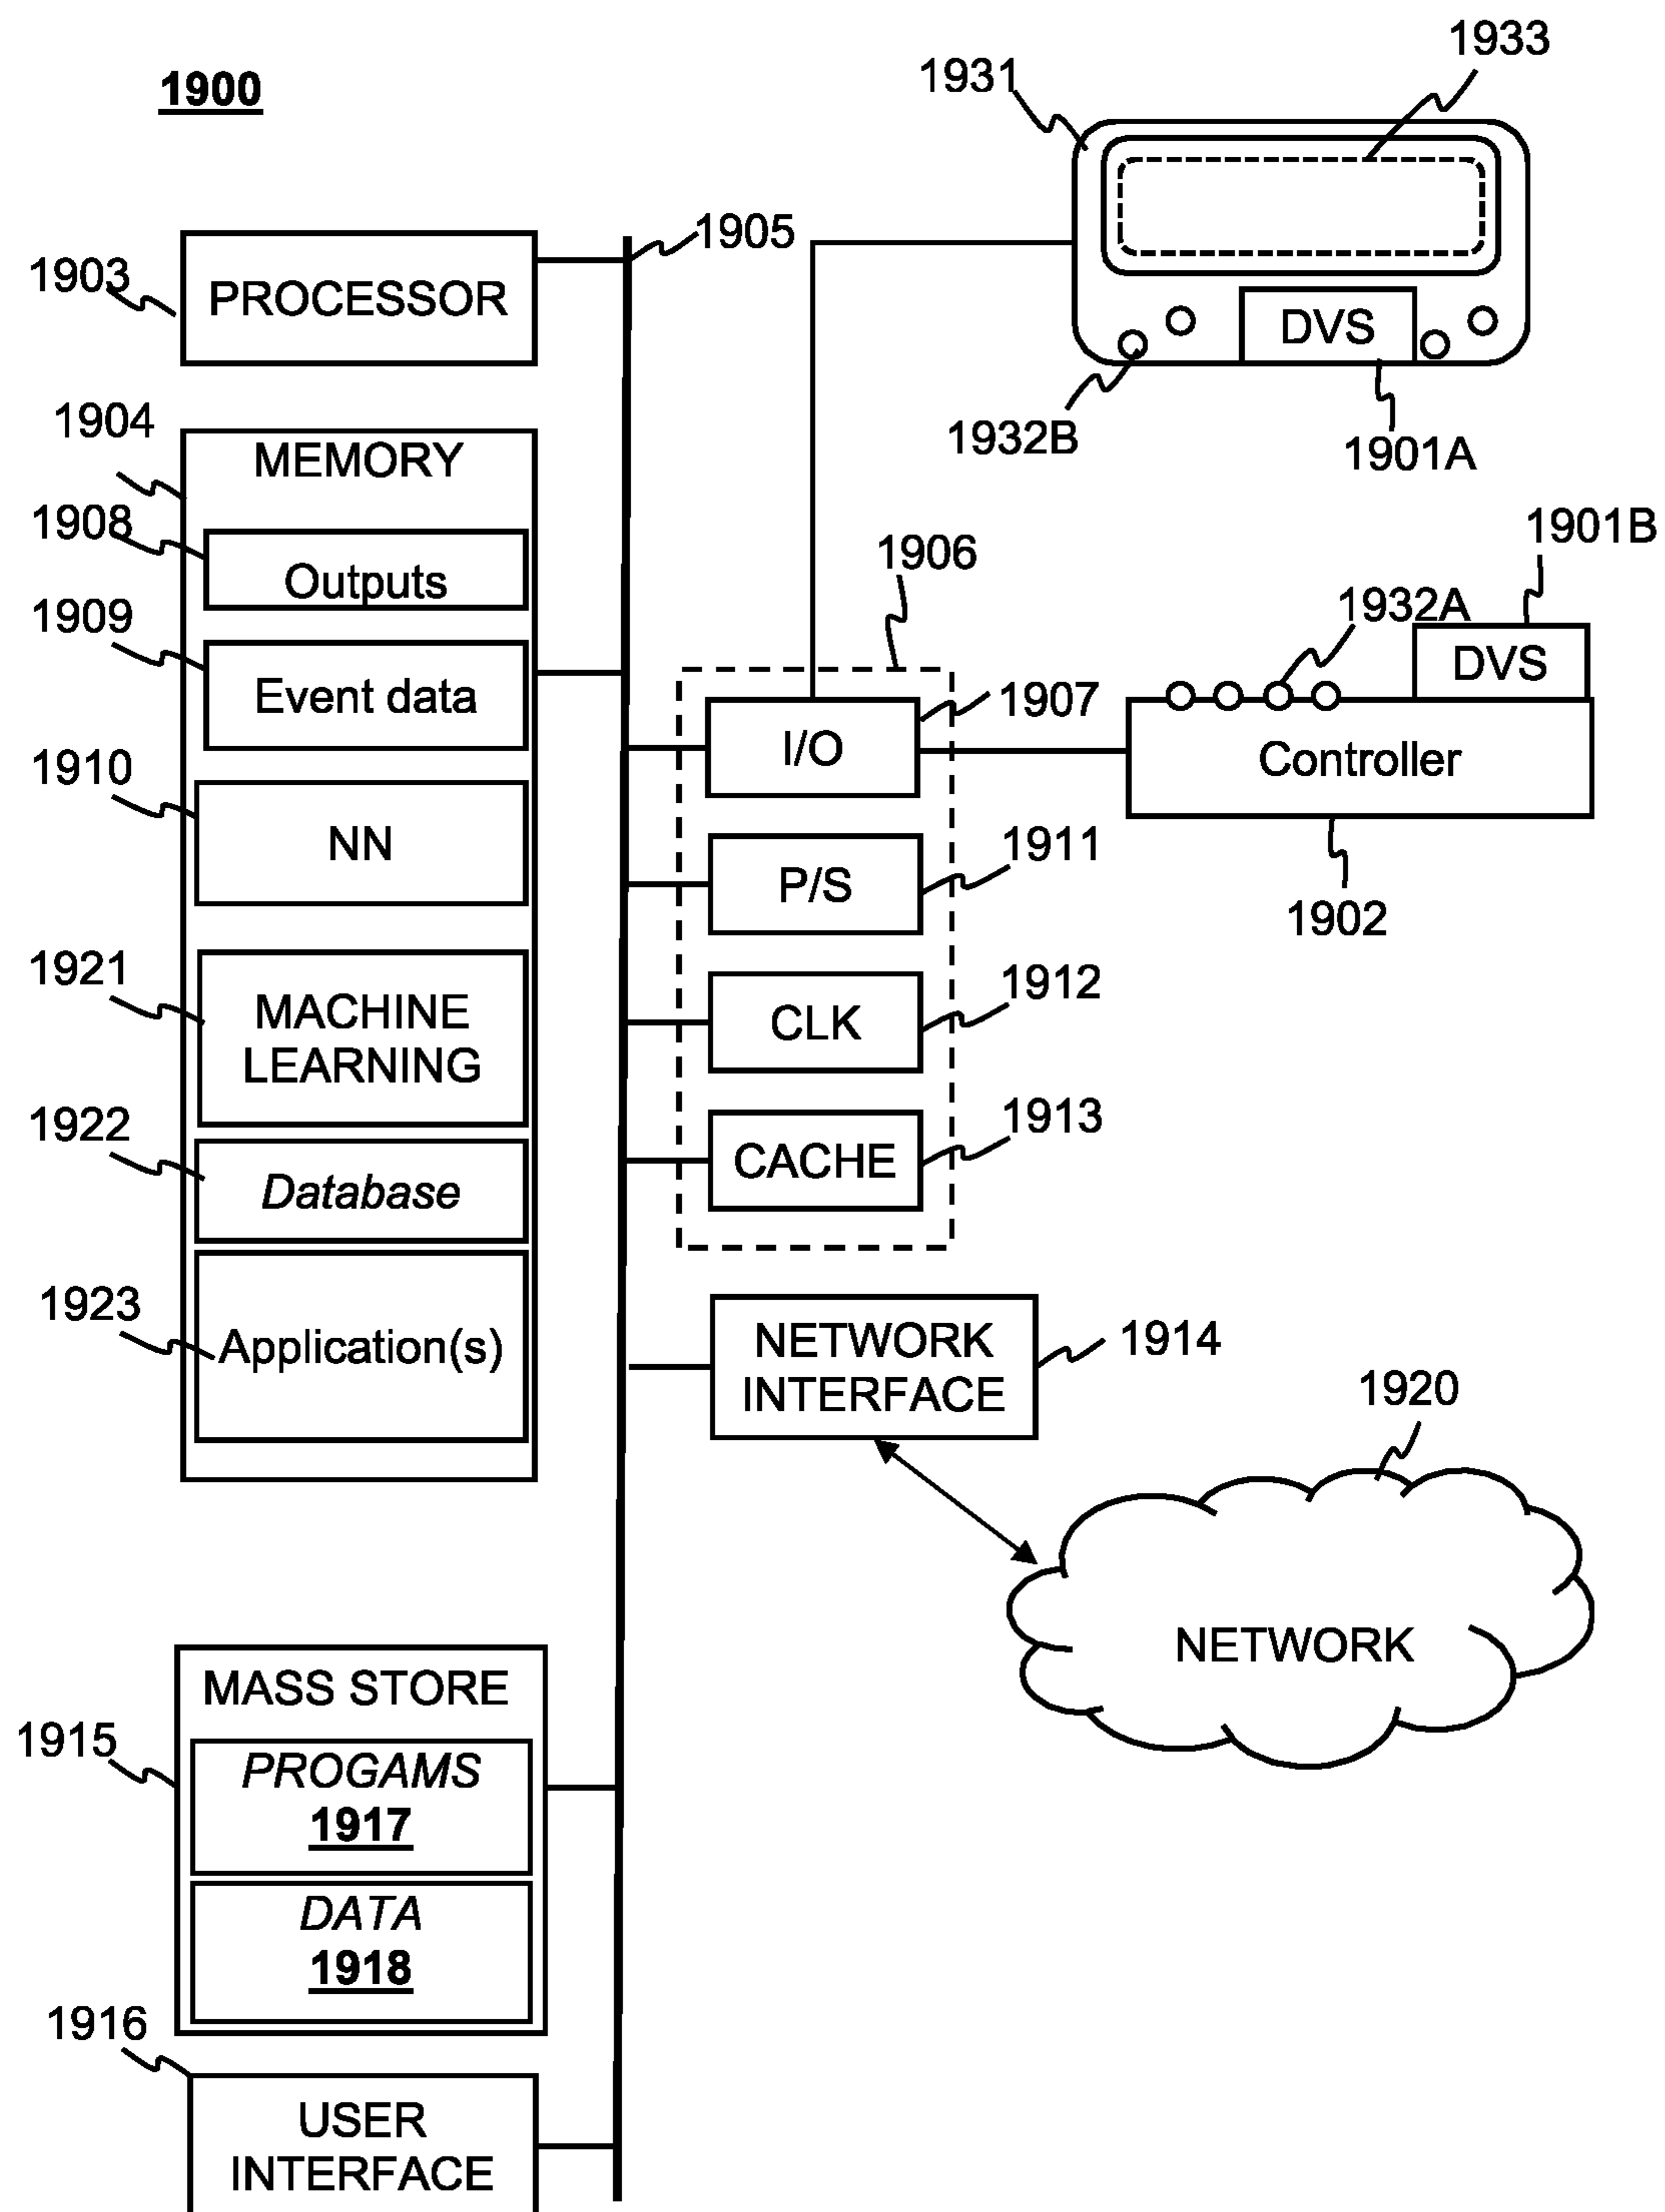 1900
1933
1931
1905
1903
PROCESSOR
DVS
1932B
1901A
1904
MEMORY
1908
Outputs
1909
Event data
1910
NN
1921
MACHINE
LEARNING
1922
Database
1923
Application(s)
1906
1901B
1932A
DVS
1907
I/O
Controller
1902
1911
P/S
1912
CLK
1913
CACHE
NETWORK
INTERFACE
1914
1920
NETWORK
MASS STORE
1915
PROGAMS
1917
DATA
1918
1916
USER
INTERFACE